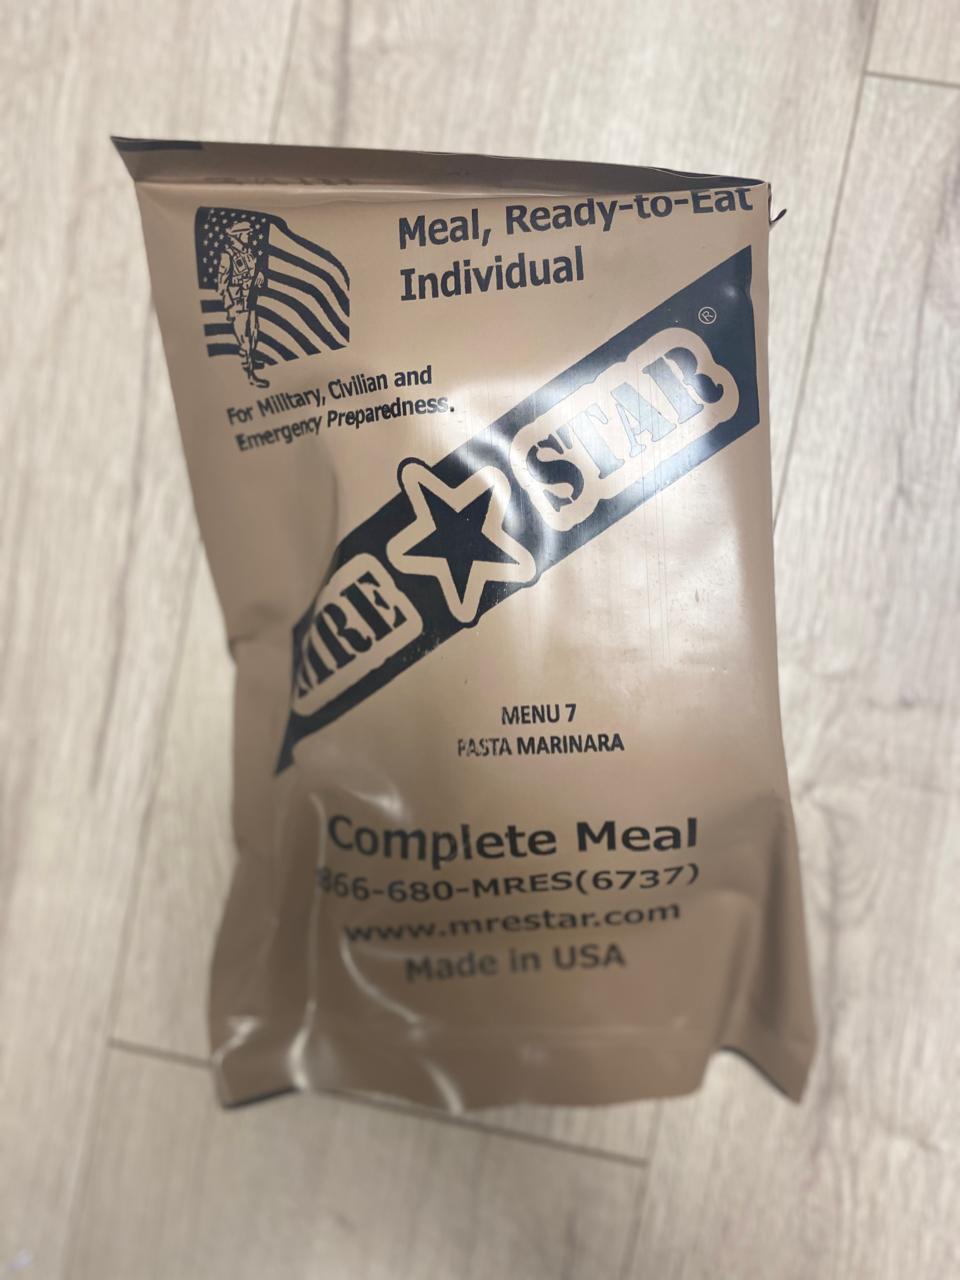 Meal, Ready-to-Eat
Individual
For Military, Civilian and
Emergency Preparedness.
MRE STAR®
MENU 7
PASTA MARINARA
Complete Meal
866-680-MRES(6737)
www.mrestar.com
Made in USA